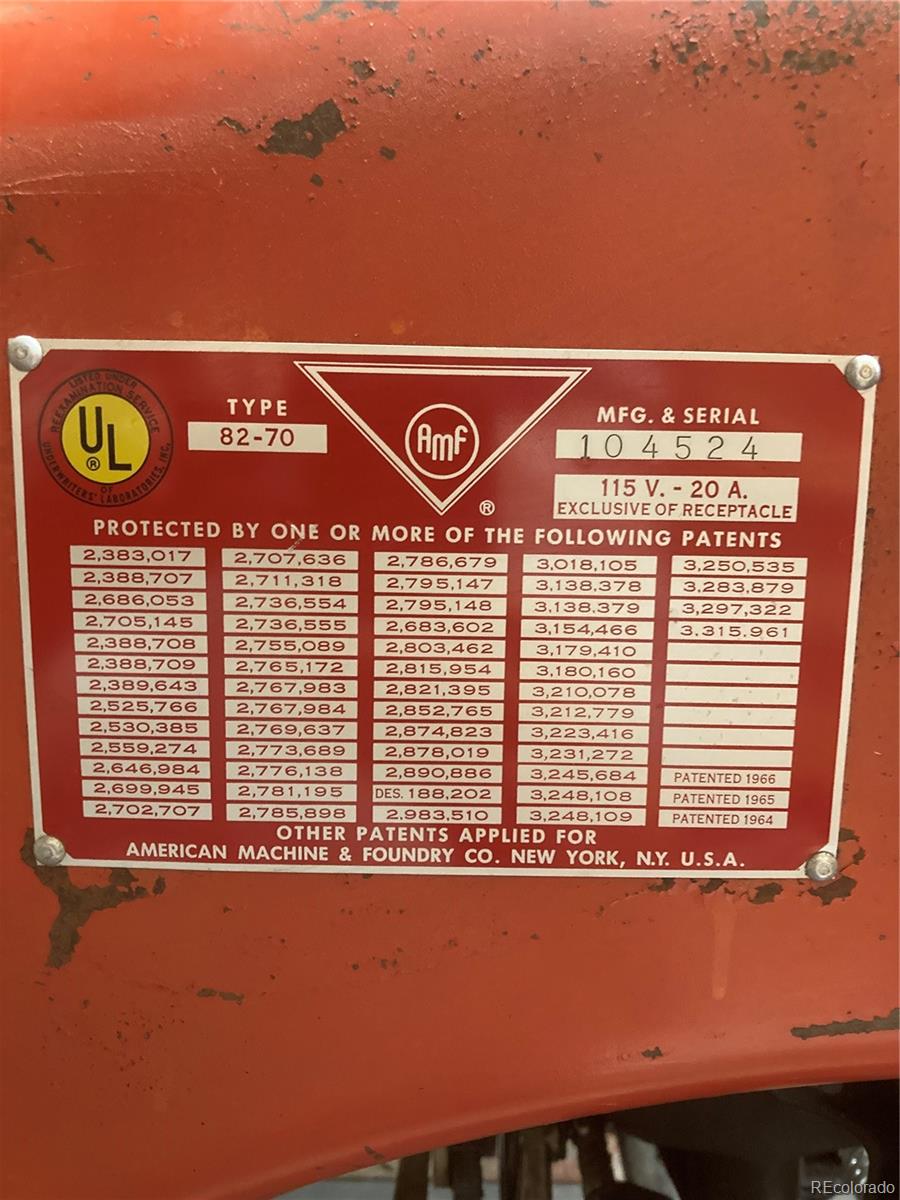 LISTED UNDER
REEXAMINATION SERVICE
UL
®
OF
UNDERWRITERS' LABORATORIES, INC.
TYPE
82-70
AMF
®
MFG. & SERIAL
104524
115 V. - 20 A.
EXCLUSIVE OF RECEPTACLE
PROTECTED BY ONE OR MORE OF THE FOLLOWING PATENTS
2,383,017 2,707,636 2,786,679 3,018,105 3,250,535
2,388,707 2,711,318 2,795,147 3,138,378 3,283,879
2,686,053 2,736,554 2,795,148 3,138,379 3,297,322
2,705,145 2,736,555 2,683,602 3,154,466 3,315,961
2,388,708 2,755,089 2,803,462 3,179,410
2,388,709 2,765,172 2,815,954 3,180,160
2,389,643 2,767,983 2,821,395 3,210,078
2,525,766 2,767,984 2,852,765 3,212,779
2,530,385 2,769,637 2,874,823 3,223,416
2,559,274 2,773,689 2,878,019 3,231,272
2,646,984 2,776,138 2,890,886 3,245,684 PATENTED 1966
2,699,945 2,781,195 DES. 188,202 3,248,108 PATENTED 1965
2,702,707 2,785,898 2,983,510 3,248,109 PATENTED 1964
OTHER PATENTS APPLIED FOR
AMERICAN MACHINE & FOUNDRY CO. NEW YORK, N.Y. U.S.A.
REcolorado